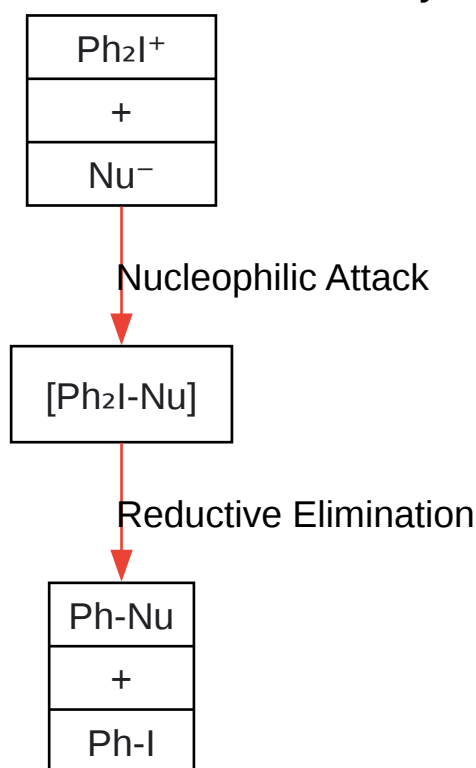 Ph₂I⁺
+
Nu⁻
Nucleophilic Attack
[Ph₂I-Nu]
Reductive Elimination
Ph-Nu
+
Ph-I